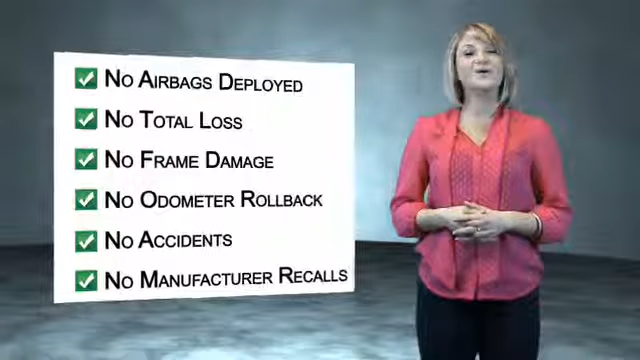 No Airbags Deployed
No Total Loss
No Frame Damage
No Odometer Rollback
No Accidents
No Manufacturer Recalls